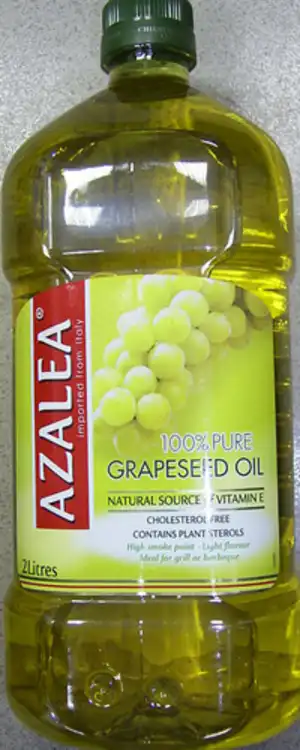 AZALEA®
imported from Italy
100% PURE
GRAPESEED OIL
NATURAL SOURCE OF VITAMIN E
CHOLESTEROL FREE
CONTAINS PLANT STEROLS
High smoke point - Light flavour
Ideal for grill or barbeque
2Litres